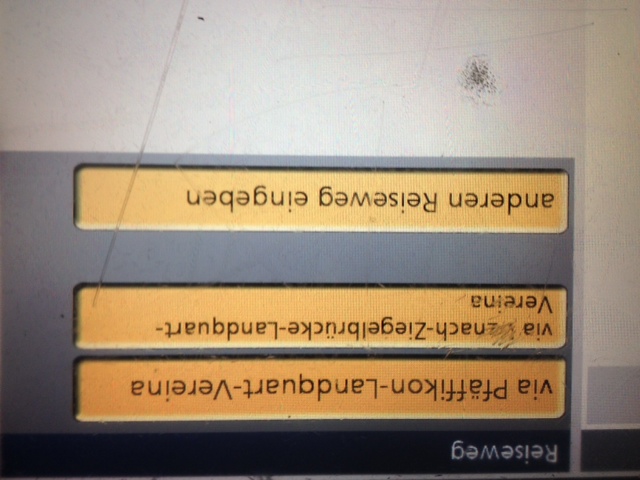 Reiseweg
via Pfäffikon-Landquart-Vereina
via -Ziegelbrücke-Landquart-
Vereina
anderen Reiseweg eingeben